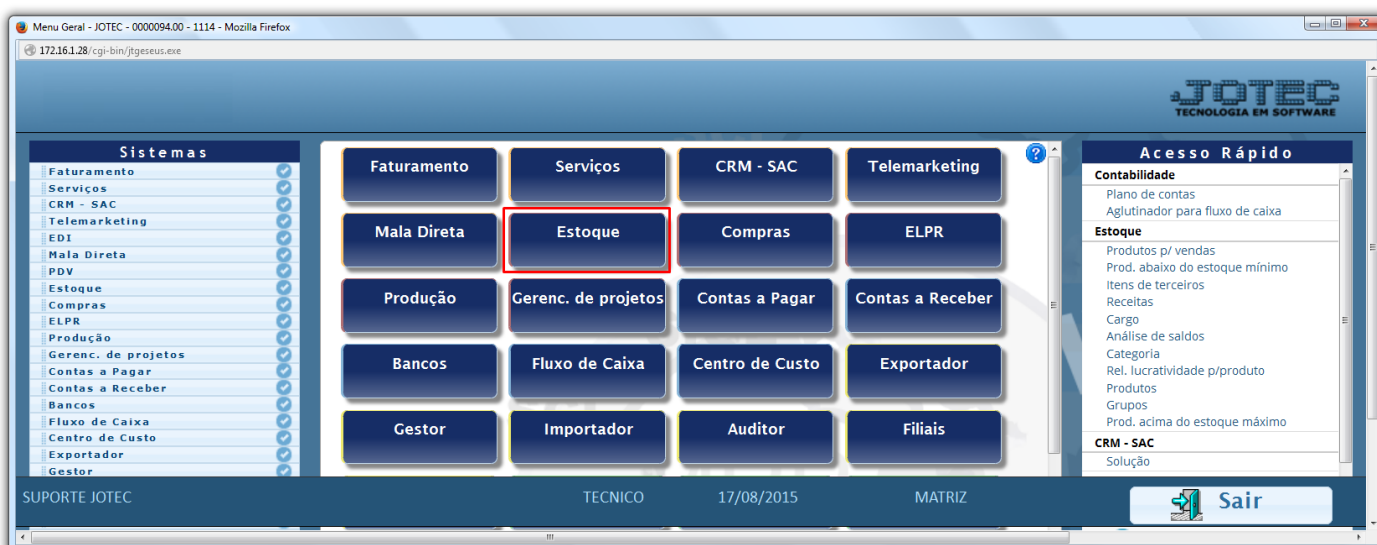 Menu Geral - JOTEC - 0000094.00 - 1114 - Mozilla Firefox
172.16.1.28/cgi-bin/jtgeseus.exe
JOTEC
TECNOLOGIA EM SOFTWARE
Sistemas
Faturamento
Serviços
CRM - SAC
Telemarketing
EDI
Mala Direta
PDV
Estoque
Compras
ELPR
Produção
Gerenc. de projetos
Contas a Pagar
Contas a Receber
Bancos
Fluxo de Caixa
Centro de Custo
Exportador
Gestor
Faturamento Serviços CRM - SAC Telemarketing
Mala Direta Estoque Compras ELPR
Produção Gerenc. de projetos Contas a Pagar Contas a Receber
Bancos Fluxo de Caixa Centro de Custo Exportador
Gestor Importador Auditor Filiais
?
Acesso Rápido
Contabilidade
Plano de contas
Aglutinador para fluxo de caixa
Estoque
Produtos p/ vendas
Prod. abaixo do estoque mínimo
Itens de terceiros
Receitas
Cargo
Análise de saldos
Categoria
Rel. lucratividade p/produto
Produtos
Grupos
Prod. acima do estoque máximo
CRM - SAC
Solução
SUPORTE JOTEC TECNICO 17/08/2015 MATRIZ Sair